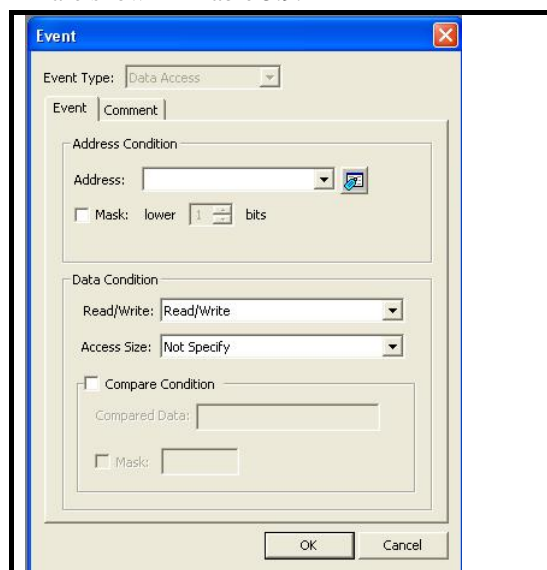 Event
Event Type: Data Access
Event Comment
Address Condition
Address:
Mask: lower 1 bits
Data Condition
Read/Write: Read/Write
Access Size: Not Specify
Compare Condition
Compared Data:
Mask:
OK Cancel